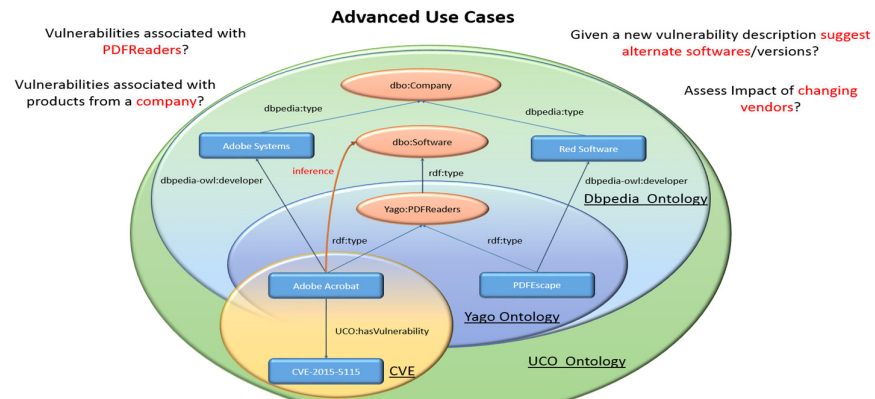 Advanced Use Cases
Vulnerabilities associated with
PDFReaders?
Vulnerabilities associated with
products from a company?
Given a new vulnerability description suggest
alternate softwares/versions?
Assess Impact of changing
vendors?
dbo:Company
dbpedia:type
dbpedia:type
Adobe Systems
dbo:Software
Red Software
inference
rdf:type
dbpedia-owl:developer
dbpedia-owl:developer
Dbpedia Ontology
Yago:PDFReaders
rdf:type
rdf:type
Adobe Acrobat
PDFEscape
Yago Ontology
UCO:hasVulnerability
UCO Ontology
CVE-2015-5115
CVE